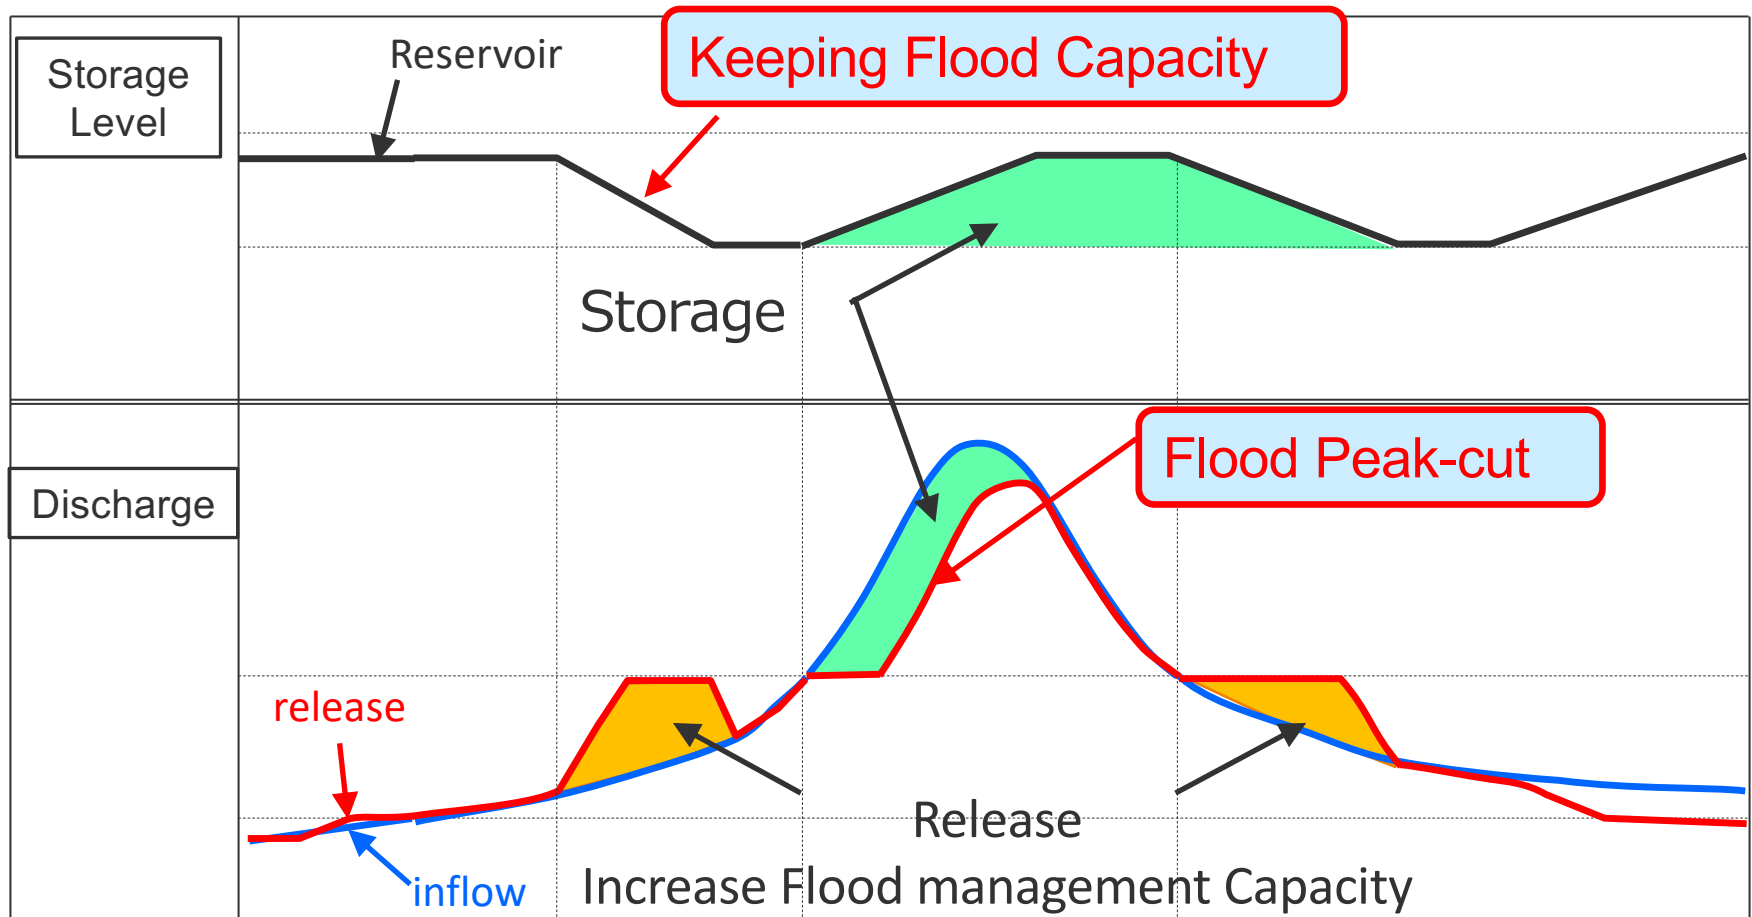 Storage
Level
Reservoir
Keeping Flood Capacity
Storage
Discharge
Flood Peak-cut
release
inflow
Release
Increase Flood management Capacity